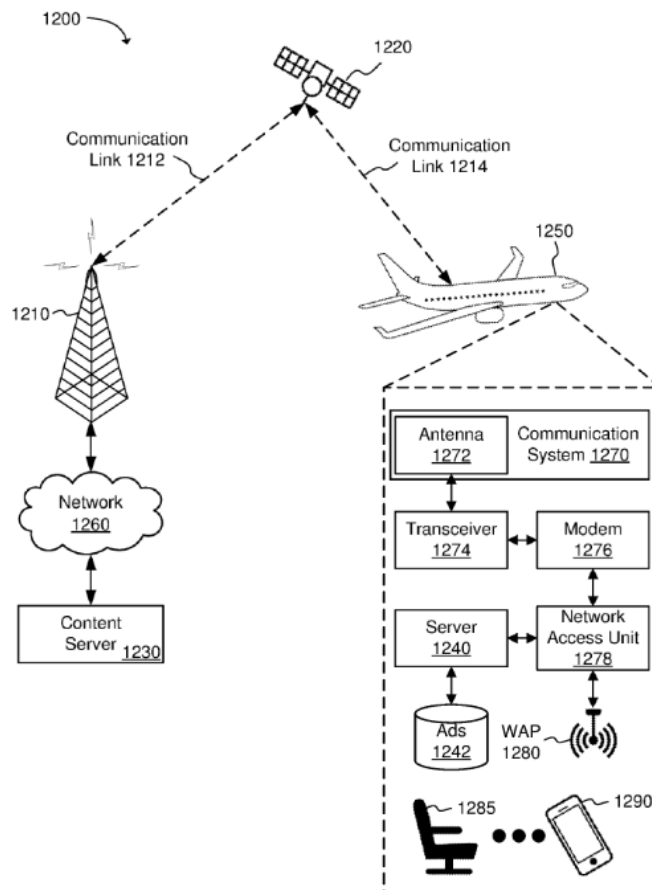 1200
1220
Communication
Link 1212
Communication
Link 1214
1250
1210
Antenna
1272
Communication
System 1270
Network
1260
Transceiver
1274
Modem
1276
Content
Server 1230
Server
1240
Network
Access Unit
1278
Ads
1242
WAP
1280
1285
1290